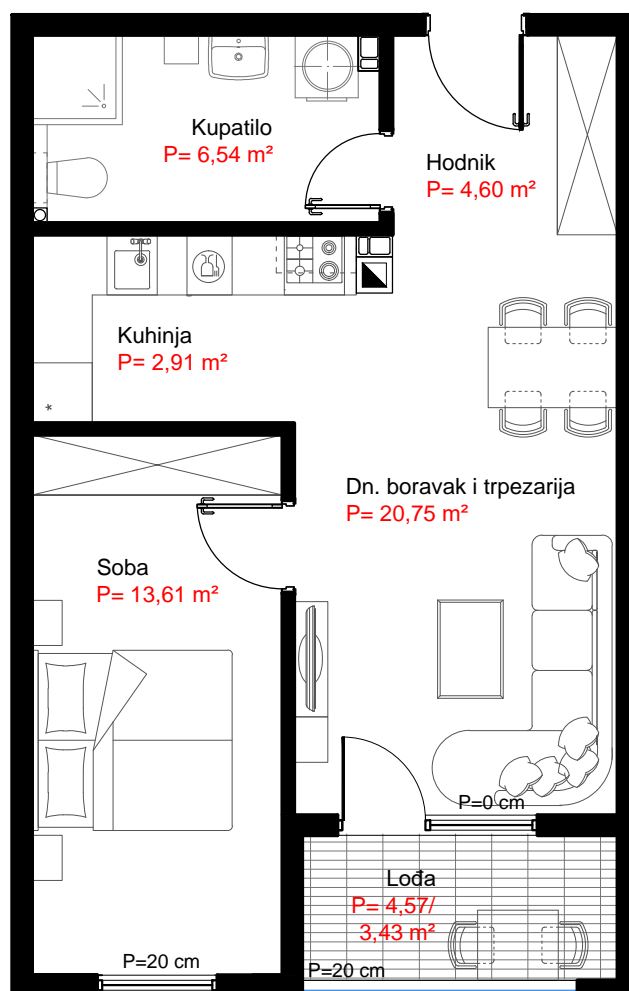 Kupatilo
P= 6,54 m²
Hodnik
P= 4,60 m²
Kuhinja
P= 2,91 m²
*
Dn. boravak i trpezarija
P= 20,75 m²
Soba
P= 13,61 m²
P=0 cm
Lođa
P= 4,57/
3,43 m²
P=20 cm
P=20 cm